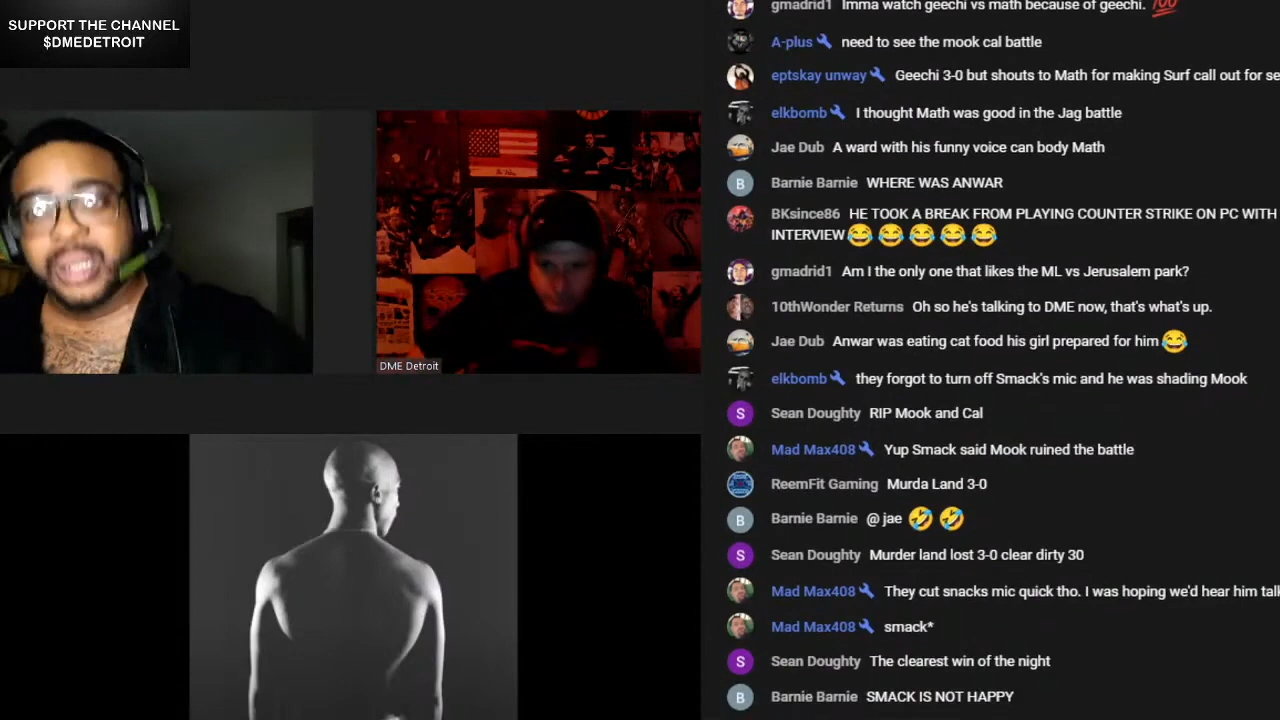 SUPPORT THE CHANNEL
$DMEDETROIT
DME Detroit
gmadrid1 Imma watch geechi vs math because of geechi. 💯
A-plus need to see the mook cal battle
eptskay unway Geechi 3-0 but shouts to Math for making Surf call out for se
elkbomb I thought Math was good in the Jag battle
Jae Dub A ward with his funny voice can body Math
B Barnie Barnie WHERE WAS ANWAR
BKsince86 HE TOOK A BREAK FROM PLAYING COUNTER STRIKE ON PC WITH
INTERVIEW😂😂😂😂😂
gmadrid1 Am I the only one that likes the ML vs Jerusalem park?
10thWonder Returns Oh so he's talking to DME now, that's what's up.
Jae Dub Anwar was eating cat food his girl prepared for him😂
elkbomb they forgot to turn off Smack's mic and he was shading Mook
S Sean Doughty RIP Mook and Cal
Mad Max408 Yup Smack said Mook ruined the battle
ReemFit Gaming Murda Land 3-0
B Barnie Barnie @ jae 🤣 🤣
S Sean Doughty Murder land lost 3-0 clear dirty 30
Mad Max408 They cut snacks mic quick tho. I was hoping we'd hear him tal
Mad Max408 smack*
S Sean Doughty The clearest win of the night
B Barnie Barnie SMACK IS NOT HAPPY